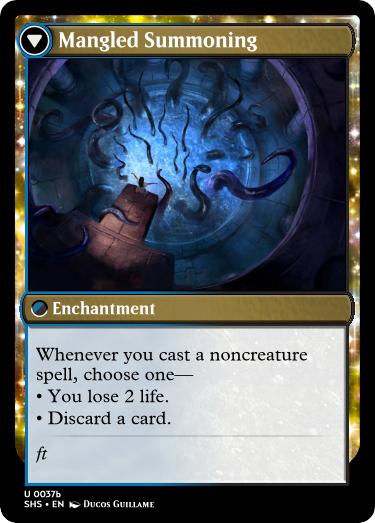 Mangled Summoning
Enchantment
Whenever you cast a noncreature
spell, choose one—
• You lose 2 life.
• Discard a card.
ft
U 0037b
SHS • EN Ducos Guillame